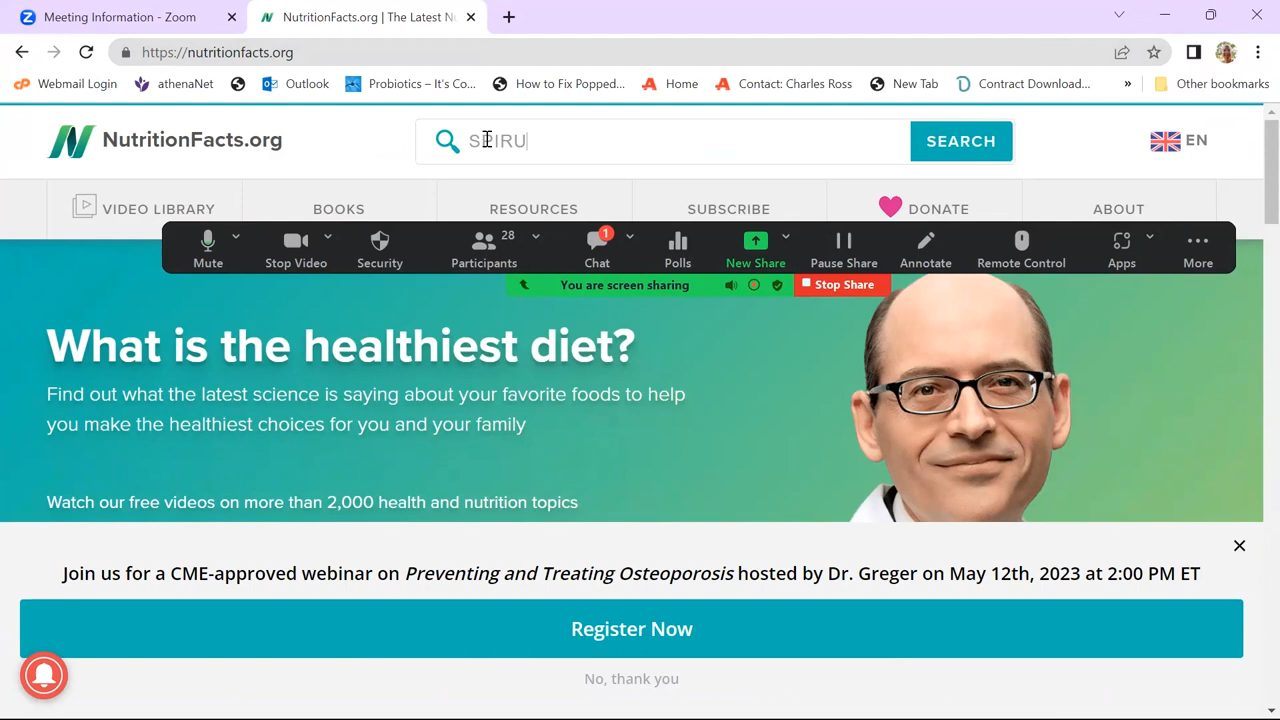 Meeting Information - Zoom
NutritionFacts.org | The Latest Nu
https://nutritionfacts.org
Webmail Login
athenaNet
Outlook
Probiotics – It's Co...
How to Fix Popped...
Home
Contact: Charles Ross
New Tab
Contract Download...
»
Other bookmarks
NutritionFacts.org
SPIRU
SEARCH
EN
VIDEO LIBRARY
BOOKS
RESOURCES
SUBSCRIBE
DONATE
ABOUT
Mute
Stop Video
Security
28
Participants
1
Chat
Polls
New Share
Pause Share
Annotate
Remote Control
Apps
More
You are screen sharing
Stop Share
What is the healthiest diet?
Find out what the latest science is saying about your favorite foods to help
you make the healthiest choices for you and your family
Watch our free videos on more than 2,000 health and nutrition topics
Join us for a CME-approved webinar on Preventing and Treating Osteoporosis hosted by Dr. Greger on May 12th, 2023 at 2:00 PM ET
Register Now
No, thank you